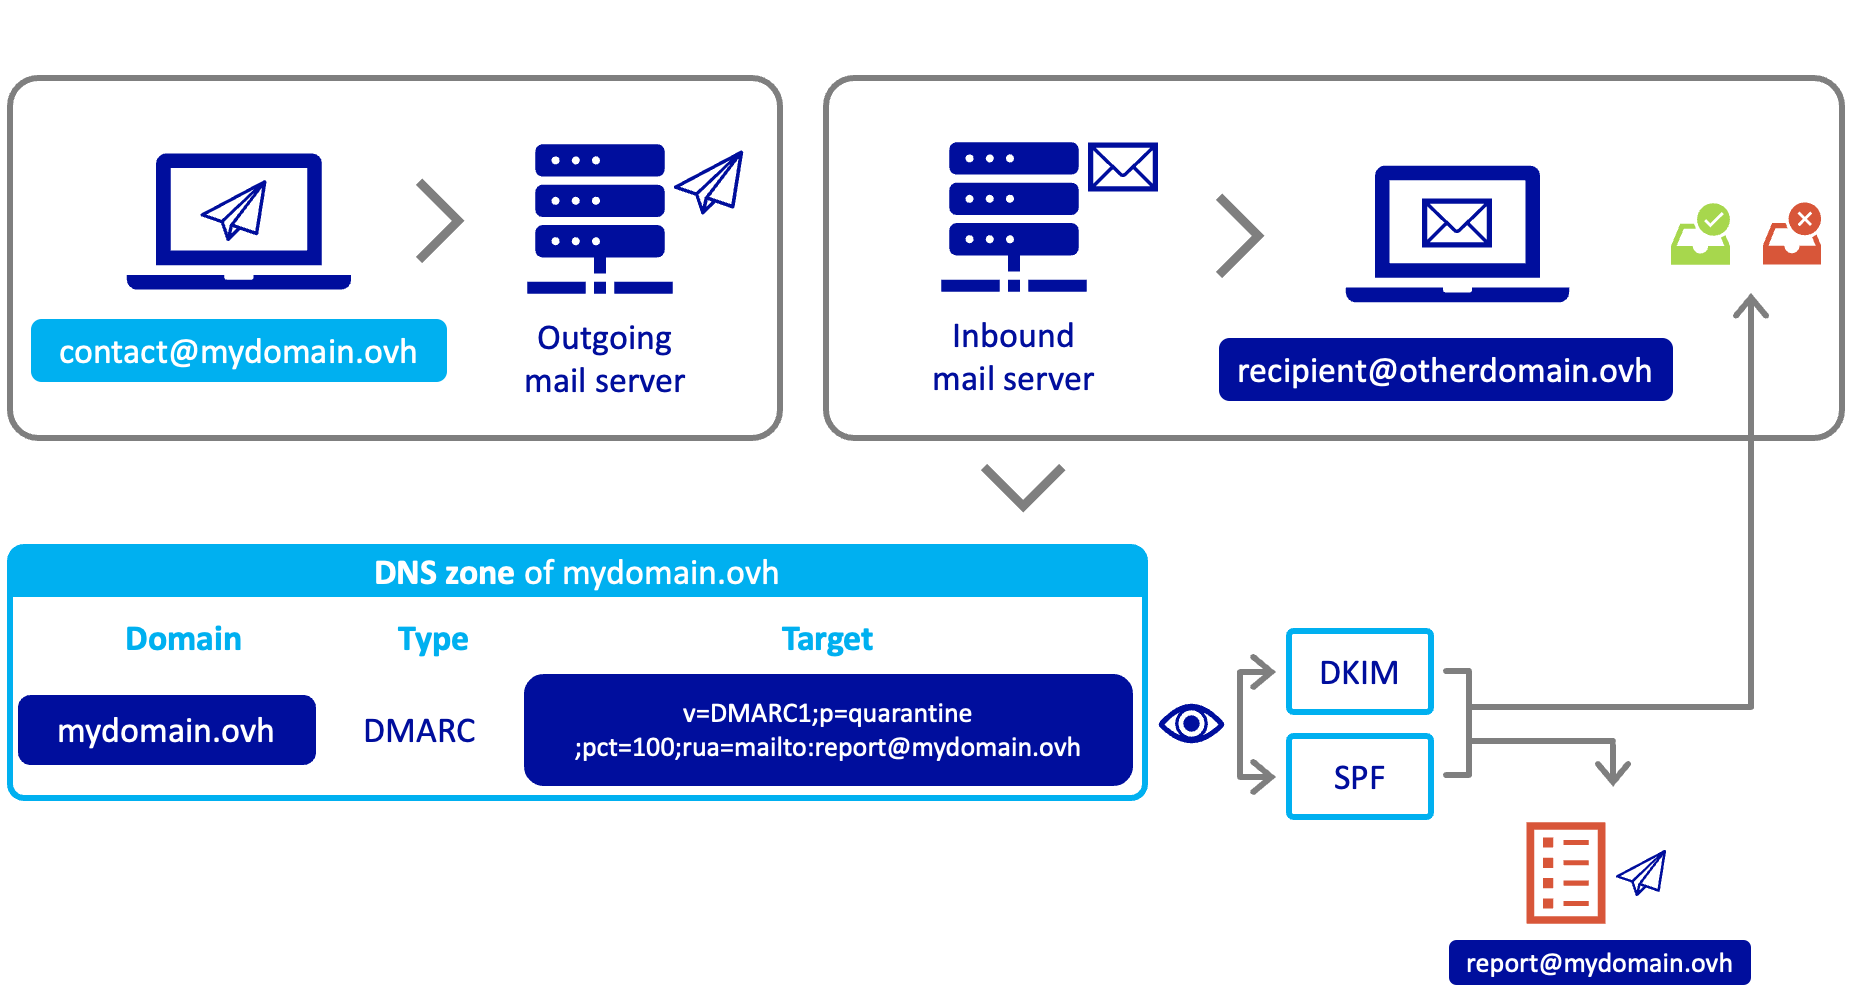 contact@mydomain.ovh
Outgoing
mail server
Inbound
mail server
recipient@otherdomain.ovh
DNS zone of mydomain.ovh
Domain Type Target
mydomain.ovh DMARC
v=DMARC1;p=quarantine
;pct=100;rua=mailto:report@mydomain.ovh
DKIM
SPF
report@mydomain.ovh